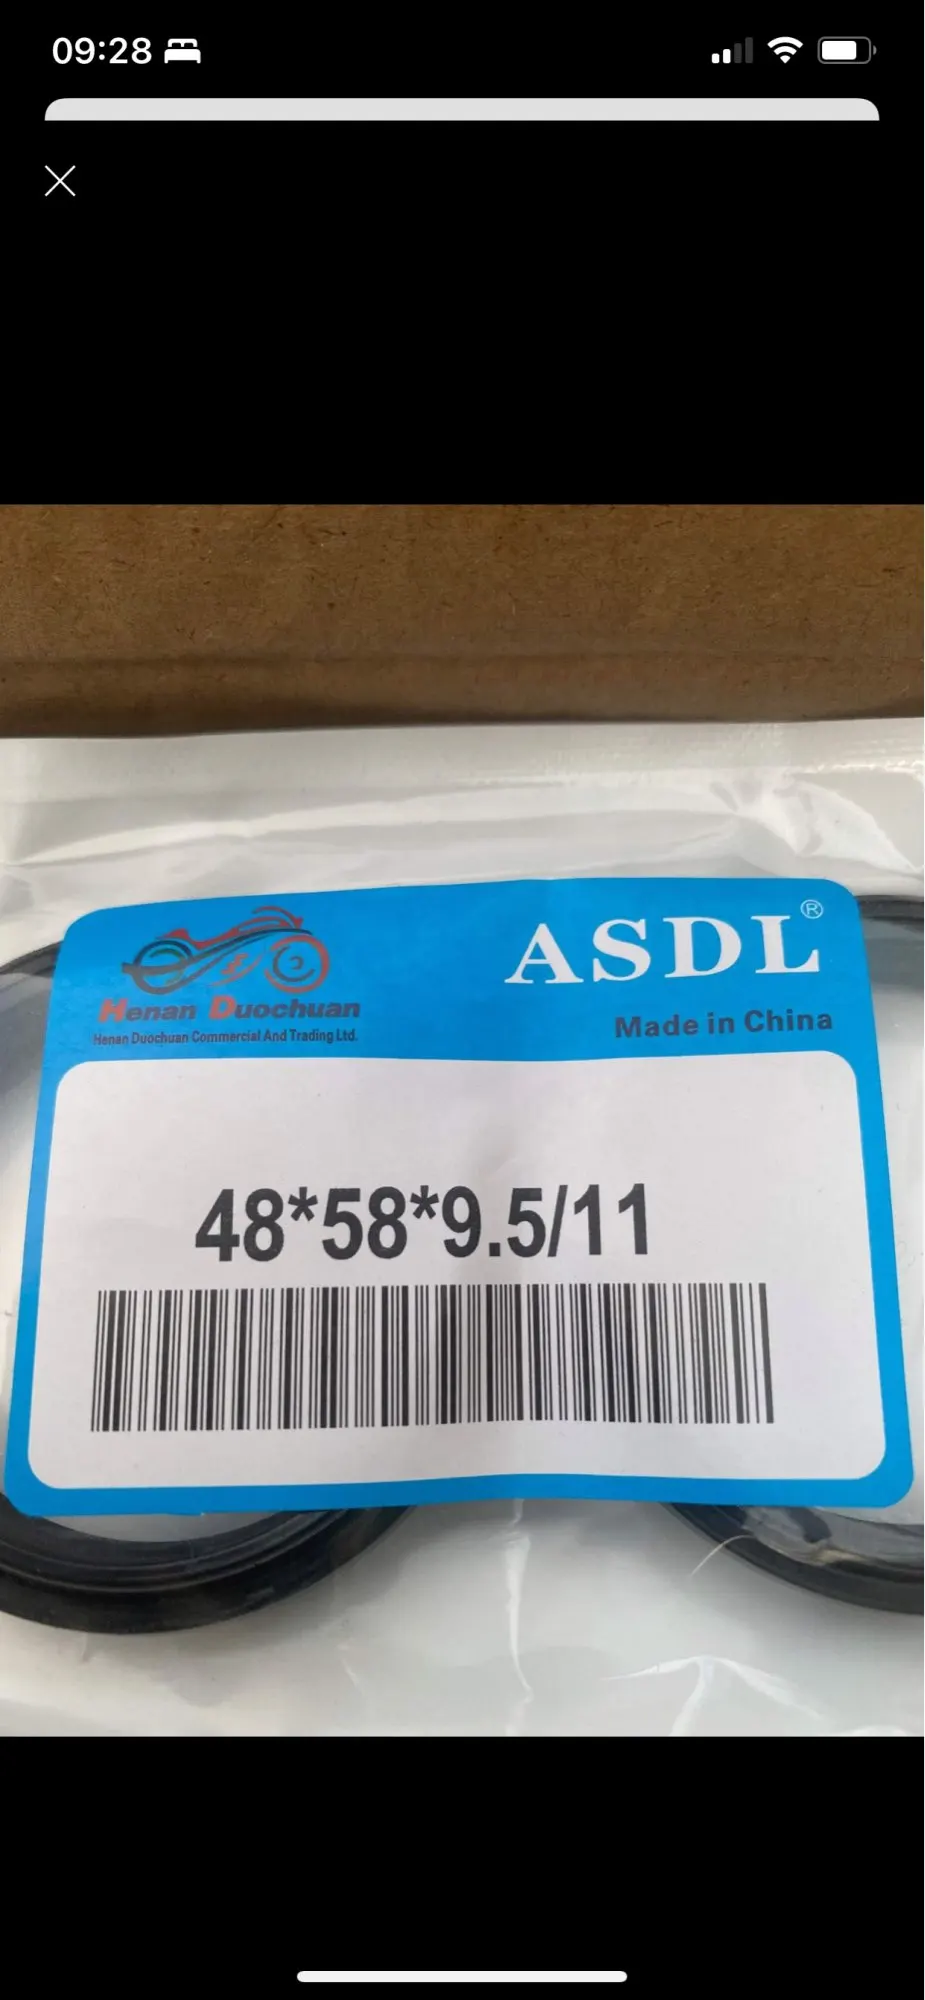 09:28
ASDL®
Henan Duochuan
Henan Duochuan Commercial And Trading Ltd.
Made in China
48*58*9.5/11